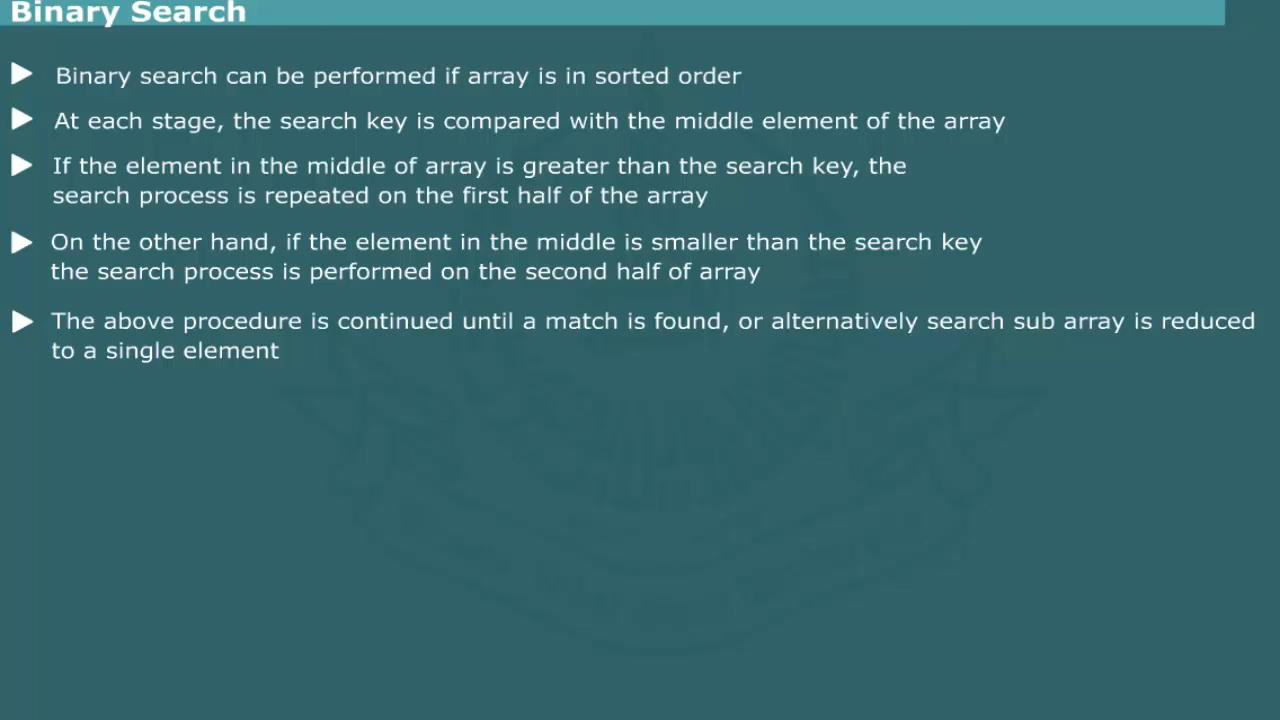 Binary Search
Binary search can be performed if array is in sorted order
At each stage, the search key is compared with the middle element of the array
If the element in the middle of array is greater than the search key, the
search process is repeated on the first half of the array
On the other hand, if the element in the middle is smaller than the search key
the search process is performed on the second half of array
The above procedure is continued until a match is found, or alternatively search sub array is reduced
to a single element